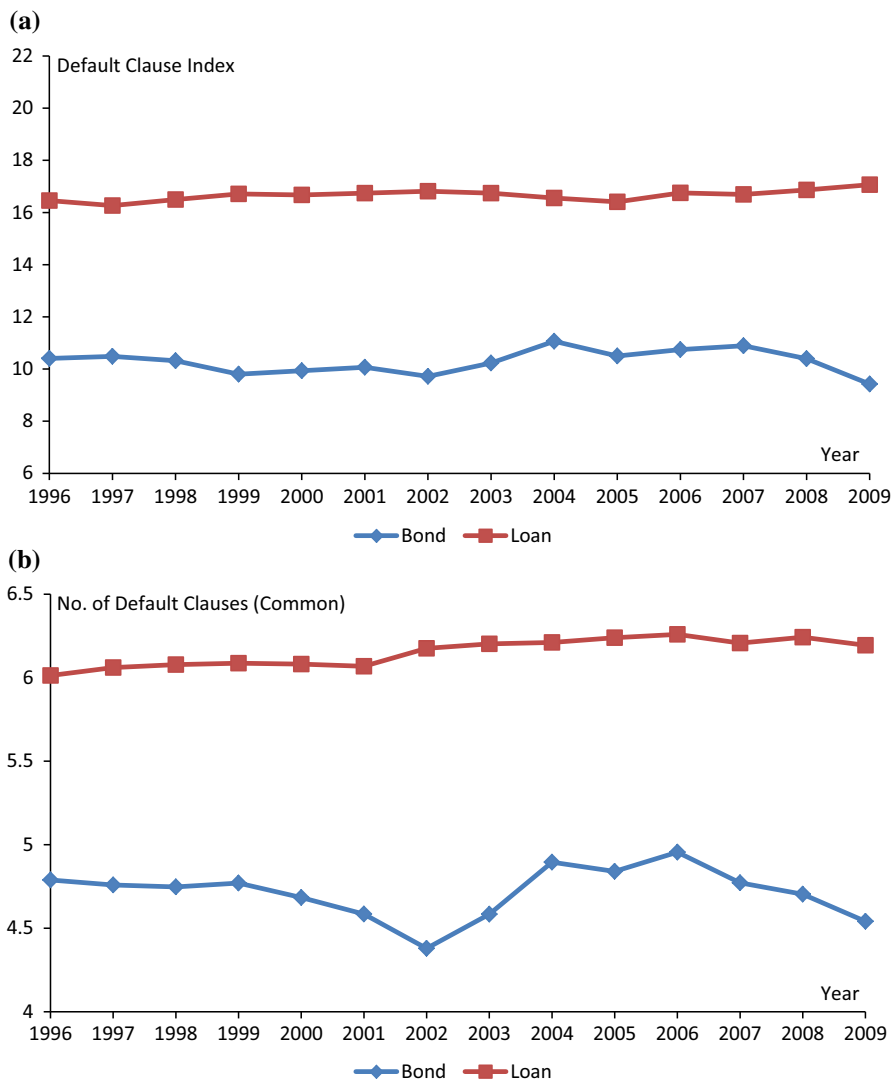 (a)
Default Clause Index
22
20
18
16
14
12
10
8
6
Year
1996 1997 1998 1999 2000 2001 2002 2003 2004 2005 2006 2007 2008 2009
Bond Loan
(b)
No. of Default Clauses (Common)
6.5
6
5.5
5
4.5
4
Year
1996 1997 1998 1999 2000 2001 2002 2003 2004 2005 2006 2007 2008 2009
Bond Loan